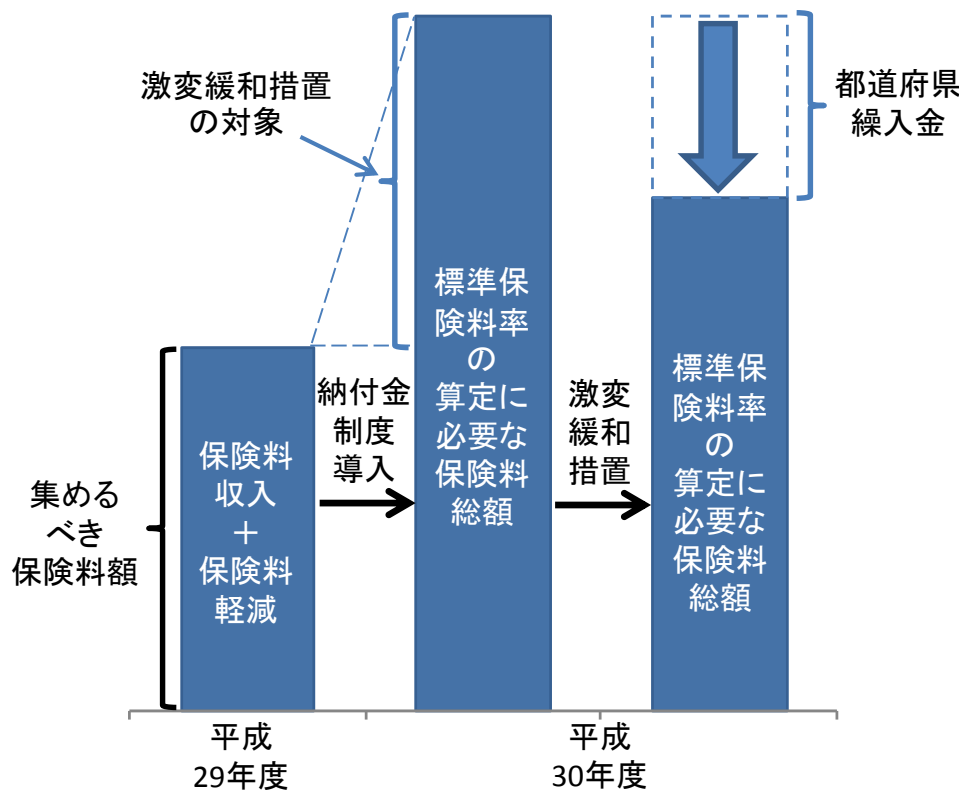 激変緩和措置
の対象
都道府県
繰入金
集める
べき
保険料額
保険料
収入
＋
保険料
軽減
納付金
制度
導入
標準保
険料率
の
算定に
必要な
保険料
総額
激変
緩和
措置
標準保
険料率
の
算定に
必要な
保険料
総額
平成
29年度
平成
30年度